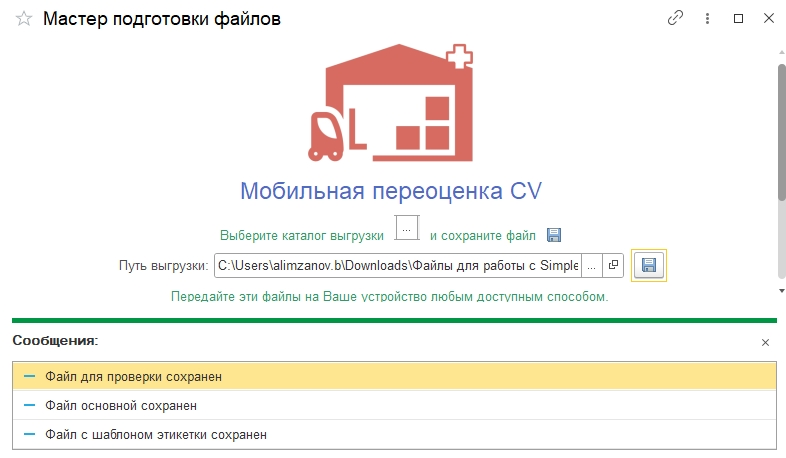 Мастер подготовки файлов
Мобильная переоценка CV
Выберите каталог выгрузки ... и сохраните файл
Путь выгрузки: C:\Users\alimzanov.b\Downloads\Файлы для работы с Simple ...
Передайте эти файлы на Ваше устройство любым доступным способом.
Сообщения:
Файл для проверки сохранен
Файл основной сохранен
Файл с шаблоном этикетки сохранен